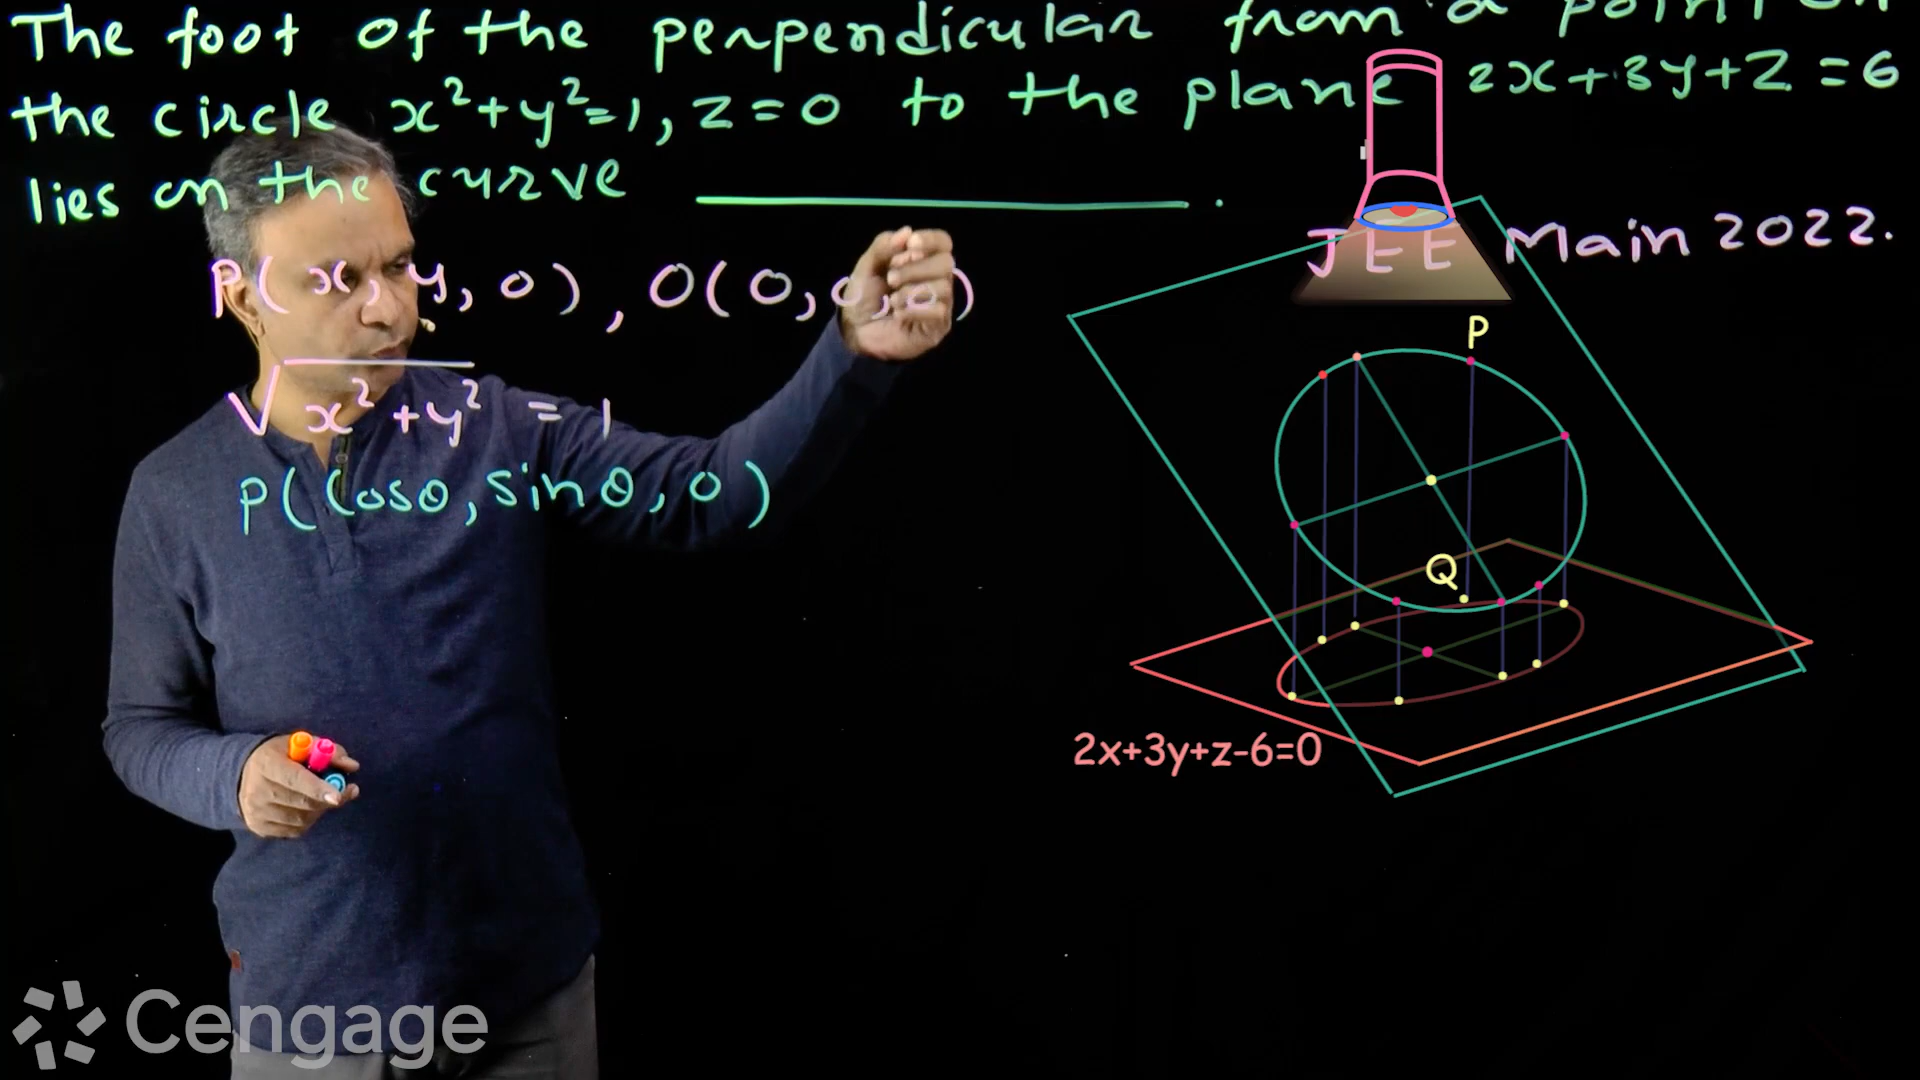 The foot of the perpendicular from a point on
the circle x²+y²=1, z=0 to the plane 2x+3y+z=6
lies on the curve ____________.
JEE Main 2022.
P(x, y, 0), O(0, 0, 0)
√x²+y² = 1
P(cosθ, sinθ, 0)
P
Q
2x+3y+z-6=0
Cengage